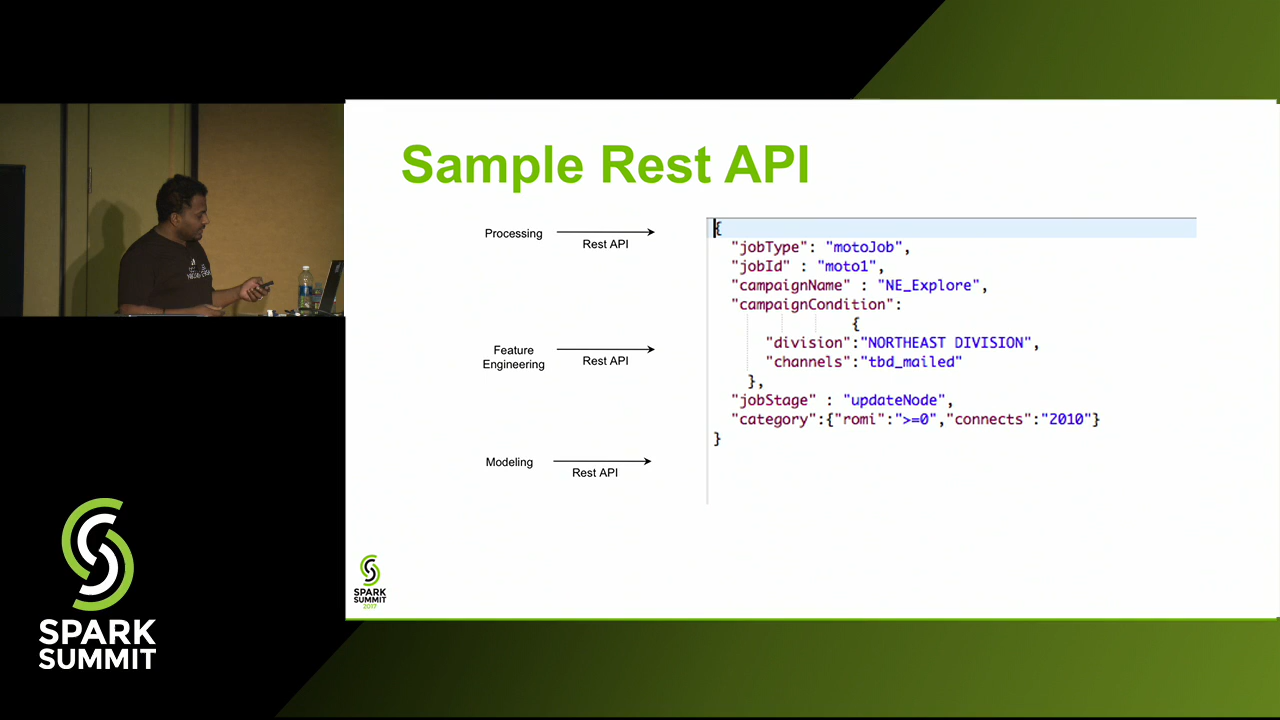 Sample Rest API
Processing
Rest API
Feature
Engineering
Rest API
Modeling
Rest API
{
"jobType": "motoJob",
"jobId" : "moto1",
"campaignName" : "NE_Explore",
"campaignCondition":
{
"division":"NORTHEAST DIVISION",
"channels":"tbd_mailed"
},
"jobStage" : "updateNode",
"category":{"romi":">=0","connects":"2010"}
}
SPARK
SUMMIT
2017
SPARK
SUMMIT